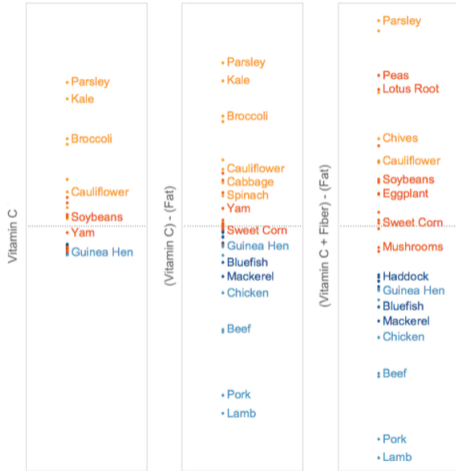 Vitamin C
Parsley
Kale
Broccoli
Cauliflower
Soybeans
Yam
Guinea Hen
(Vitamin C) - (Fat)
Parsley
Kale
Broccoli
Cauliflower
Cabbage
Spinach
Yam
Sweet Corn
Guinea Hen
Bluefish
Mackerel
Chicken
Beef
Pork
Lamb
(Vitamin C + Fiber) - (Fat)
Parsley
Peas
Lotus Root
Chives
Cauliflower
Soybeans
Eggplant
Sweet Corn
Mushrooms
Haddock
Guinea Hen
Bluefish
Mackerel
Chicken
Beef
Pork
Lamb